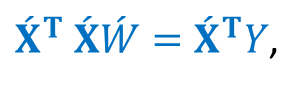 X́ᵀ X́Ẃ = X́ᵀY,